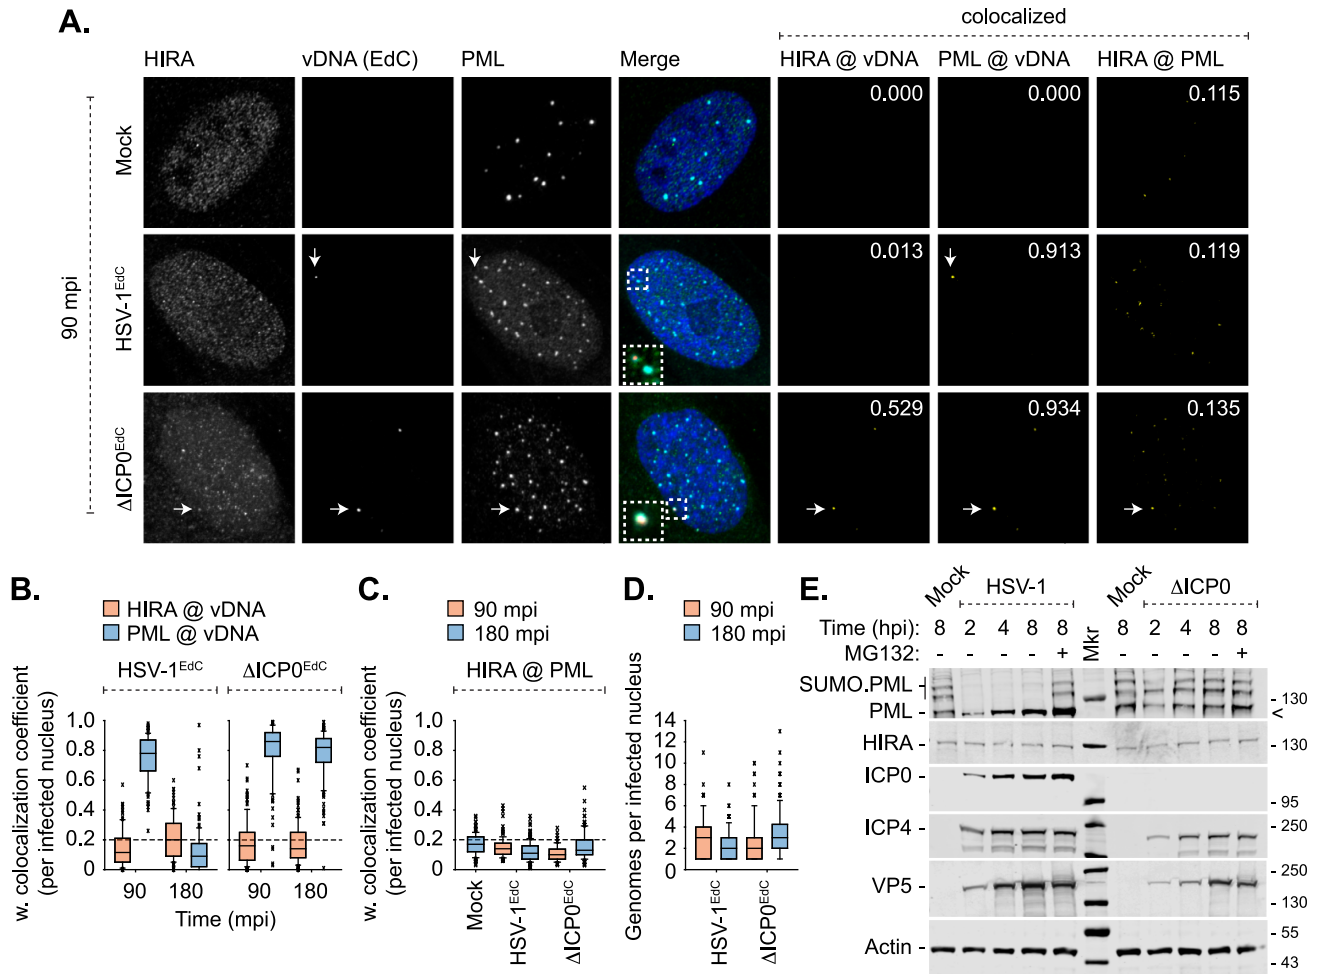 A.
colocalized
HIRA
vDNA (EdC)
PML
Merge
HIRA @ vDNA
PML @ vDNA
HIRA @ PML
90 mpi
Mock
0.000
0.000
0.115
HSV-1EdC
0.013
0.913
0.119
ΔICP0EdC
0.529
0.934
0.135
B.
HIRA @ vDNA
PML @ vDNA
HSV-1EdC
ΔICP0EdC
w. colocalization coefficient
(per infected nucleus)
1.0
0.8
0.6
0.4
0.2
0
90
180
90
180
Time (mpi)
C.
90 mpi
180 mpi
HIRA @ PML
w. colocalization coefficient
(per infected nucleus)
1.0
0.8
0.6
0.4
0.2
0
Mock
HSV-1EdC
ΔICP0EdC
D.
90 mpi
180 mpi
Genomes per infected nucleus
14
12
10
8
6
4
2
0
HSV-1EdC
ΔICP0EdC
E.
Mock
HSV-1
Mock
ΔICP0
Time (hpi): 8 2 4 8 8 Mkr 8 2 4 8 8
MG132: - - - - + - - - - +
SUMO.PML
- 130
PML
<
HIRA
- 130
ICP0
- 95
ICP4
- 250
VP5
- 250
- 130
Actin
- 55
- 43